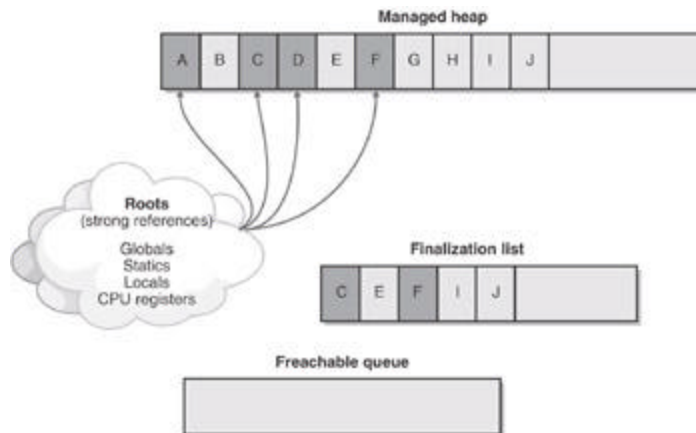 Managed heap
A B C D E F G H I J
Roots
(strong references)
Globals
Statics
Locals
CPU registers
Finalization list
C E F I J
Freachable queue